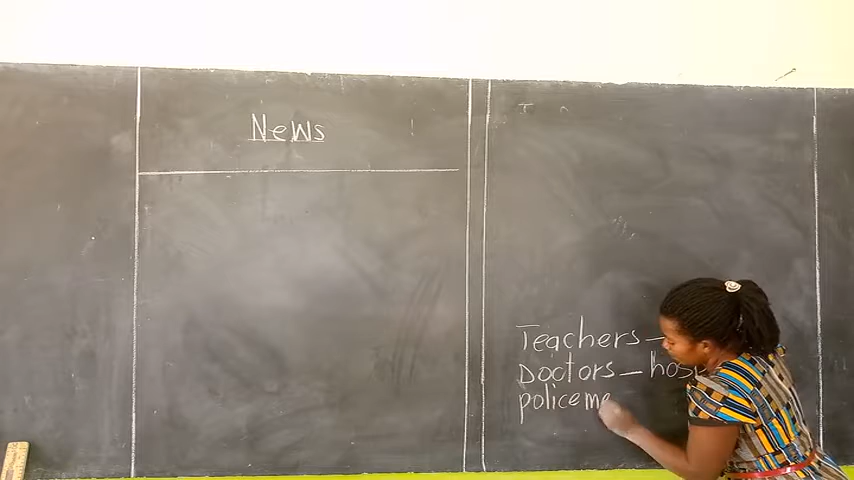 News
Teachers –
Doctors – hos
policeme